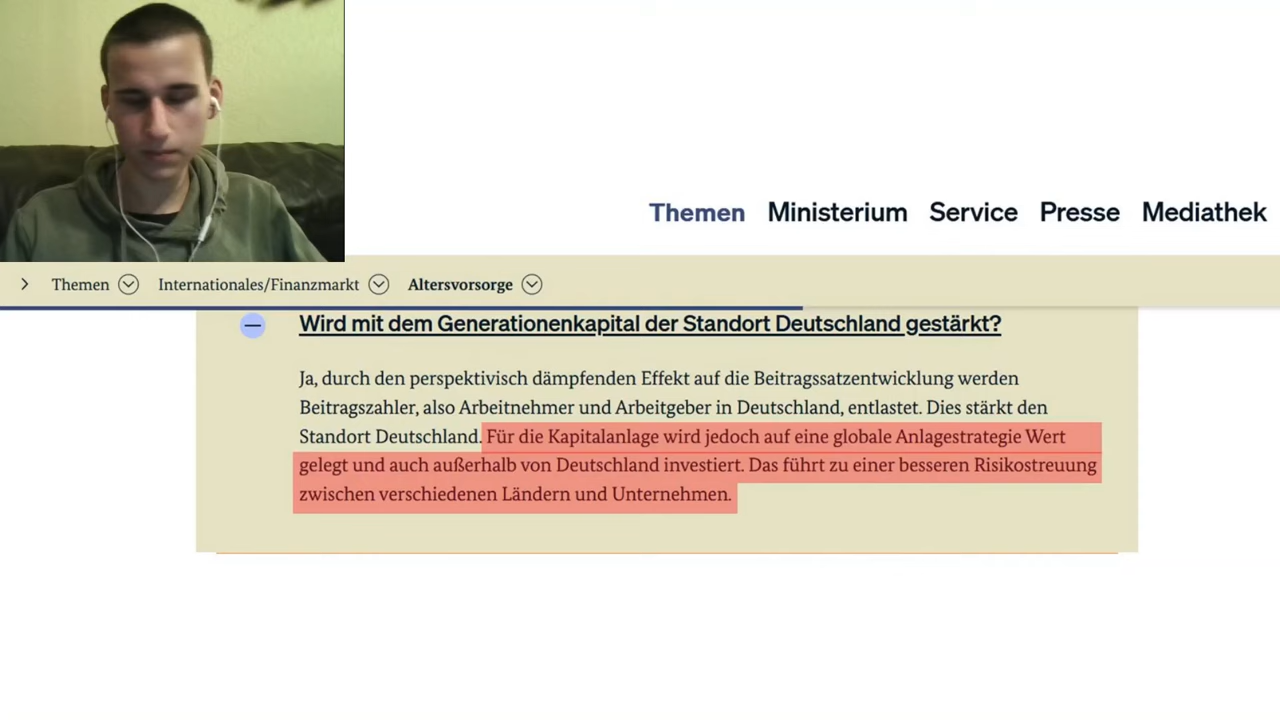 Themen Ministerium Service Presse Mediathek
Themen Internationales/Finanzmarkt Altersvorsorge
Wird mit dem Generationenkapital der Standort Deutschland gestärkt?
Ja, durch den perspektivisch dämpfenden Effekt auf die Beitragssatzentwicklung werden
Beitragszahler, also Arbeitnehmer und Arbeitgeber in Deutschland, entlastet. Dies stärkt den
Standort Deutschland. Für die Kapitalanlage wird jedoch auf eine globale Anlagestrategie Wert
gelegt und auch außerhalb von Deutschland investiert. Das führt zu einer besseren Risikostreuung
zwischen verschiedenen Ländern und Unternehmen.